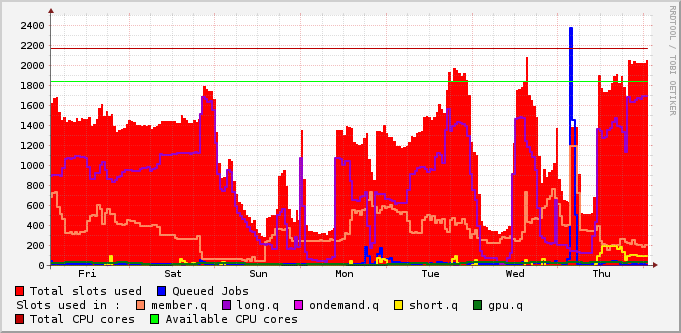 RRDTOOL / TOBI OETIKER
2400
2200
2000
1800
1600
1400
1200
1000
800
600
400
200
0
Fri Sat Sun Mon Tue Wed Thu
Total slots used Queued Jobs
Slots used in : member.q long.q ondemand.q short.q gpu.q
Total CPU cores Available CPU cores